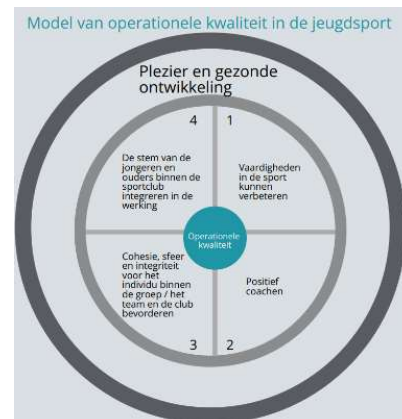 Model van operationele kwaliteit in de jeugdsport
Plezier en gezonde
ontwikkeling
4
1
De stem van de
jongeren en
ouders binnen de
sportclub
integreren in de
werking
Vaardigheden
in de sport
kunnen
verbeteren
Operationele
kwaliteit
Cohesie, sfeer
en integriteit
voor het
individu binnen
de groep / het
team en de club
bevorderen
Positief
coachen
3
2